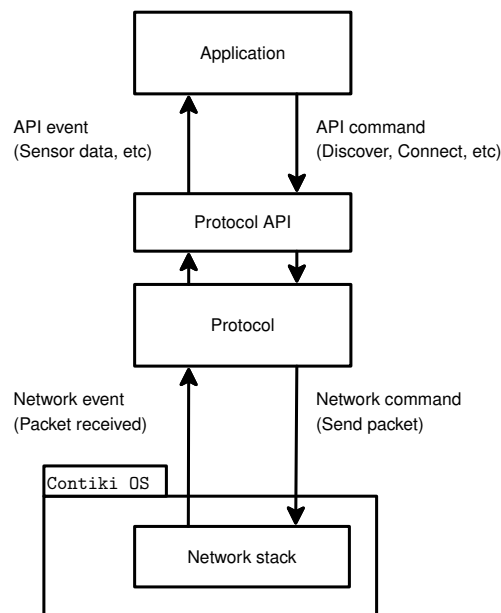 Application
API event
(Sensor data, etc)
API command
(Discover, Connect, etc)
Protocol API
Protocol
Network event
(Packet received)
Network command
(Send packet)
Contiki OS
Network stack